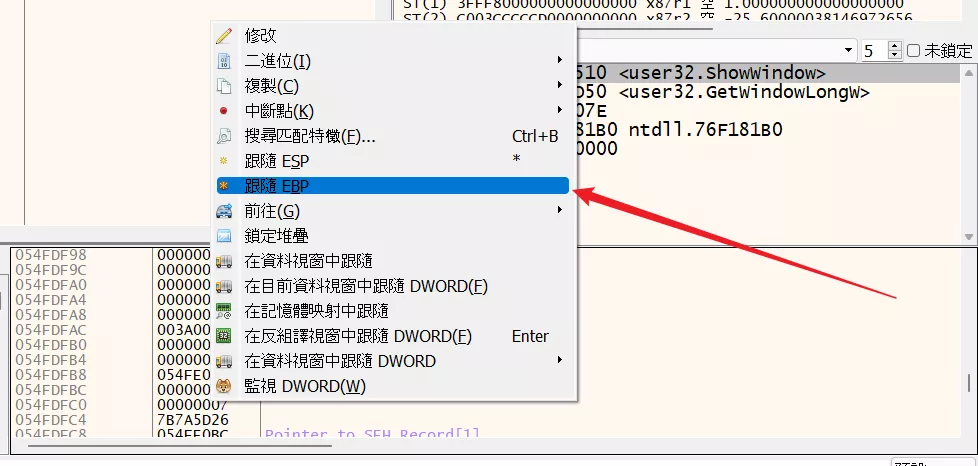 ST(1) 3FFF8000000000000000 x87r1 空 1.000000000000000000
ST(2) C003CCCCCD0000000000 x87r2 空 -25.60000038146972656
5
未鎖定
510 <user32.ShowWindow>
b50 <user32.GetWindowLongW>
07E
81B0 ntdll.76F181B0
0000
修改
二進位(I)
複製(C)
中斷點(K)
搜尋匹配特徵(F)... Ctrl+B
跟隨 ESP *
跟隨 EBP
前往(G)
鎖定堆疊
在資料視窗中跟隨
在目前資料視窗中跟隨 DWORD(F)
在記憶體映射中跟隨
在反組譯視窗中跟隨 DWORD(F) Enter
在資料視窗中跟隨 DWORD
監視 DWORD(W)
054FDF98 000000
054FDF9C 000000
054FDFA0 000000
054FDFA4 000000
054FDFA8 000000
054FDFAC 003A00
054FDFB0 000000
054FDFB4 000000
054FDFB8 054FE0
054FDFBC 000000
054FDFC0 00000007
054FDFC4 7B7A5D26
054FDFC8 054FE0BC Pointer to SEH_Record[1]